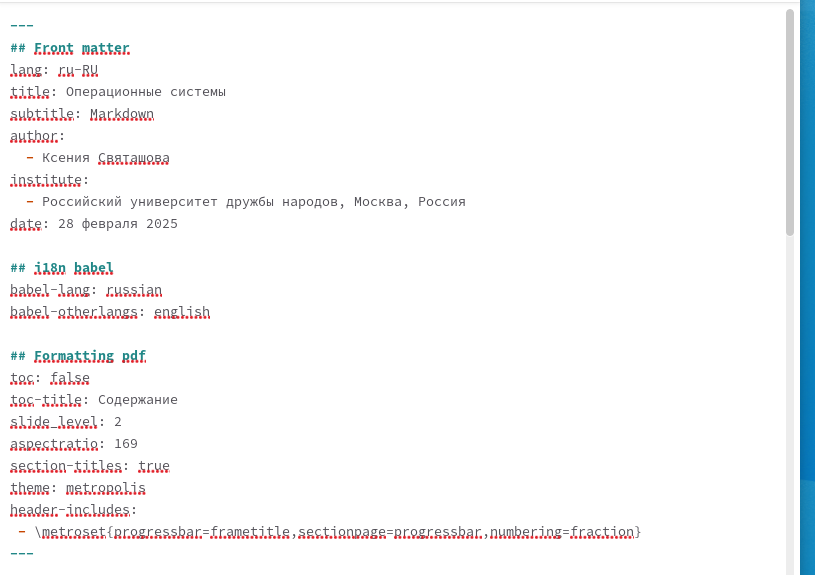 ---
## Front matter
lang: ru-RU
title: Операционные системы
subtitle: Markdown
author:
  - Ксения Святашова
institute:
  - Российский университет дружбы народов, Москва, Россия
date: 28 февраля 2025

## i18n babel
babel-lang: russian
babel-otherlangs: english

## Formatting pdf
toc: false
toc-title: Содержание
slide_level: 2
aspectratio: 169
section-titles: true
theme: metropolis
header-includes:
 - \metroset{progressbar=frametitle,sectionpage=progressbar,numbering=fraction}
---